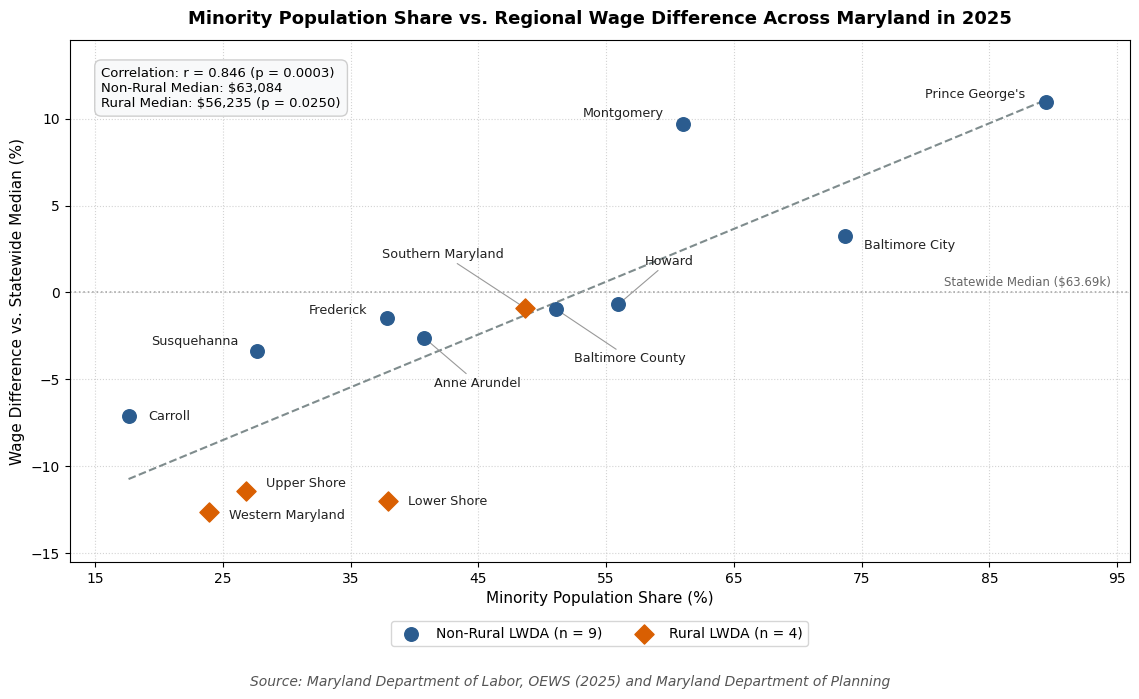 Minority Population Share vs. Regional Wage Difference Across Maryland in 2025
Correlation: r = 0.846 (p = 0.0003)
Non-Rural Median: $63,084
Rural Median: $56,235 (p = 0.0250)
Wage Difference vs. Statewide Median (%)
10
5
0
−5
−10
−15
Prince George's
Montgomery
Baltimore City
Southern Maryland
Howard
Statewide Median ($63.69k)
Frederick
Susquehanna
Baltimore County
Anne Arundel
Carroll
Upper Shore
Lower Shore
Western Maryland
15 25 35 45 55 65 75 85 95
Minority Population Share (%)
Non-Rural LWDA (n = 9) Rural LWDA (n = 4)
Source: Maryland Department of Labor, OEWS (2025) and Maryland Department of Planning